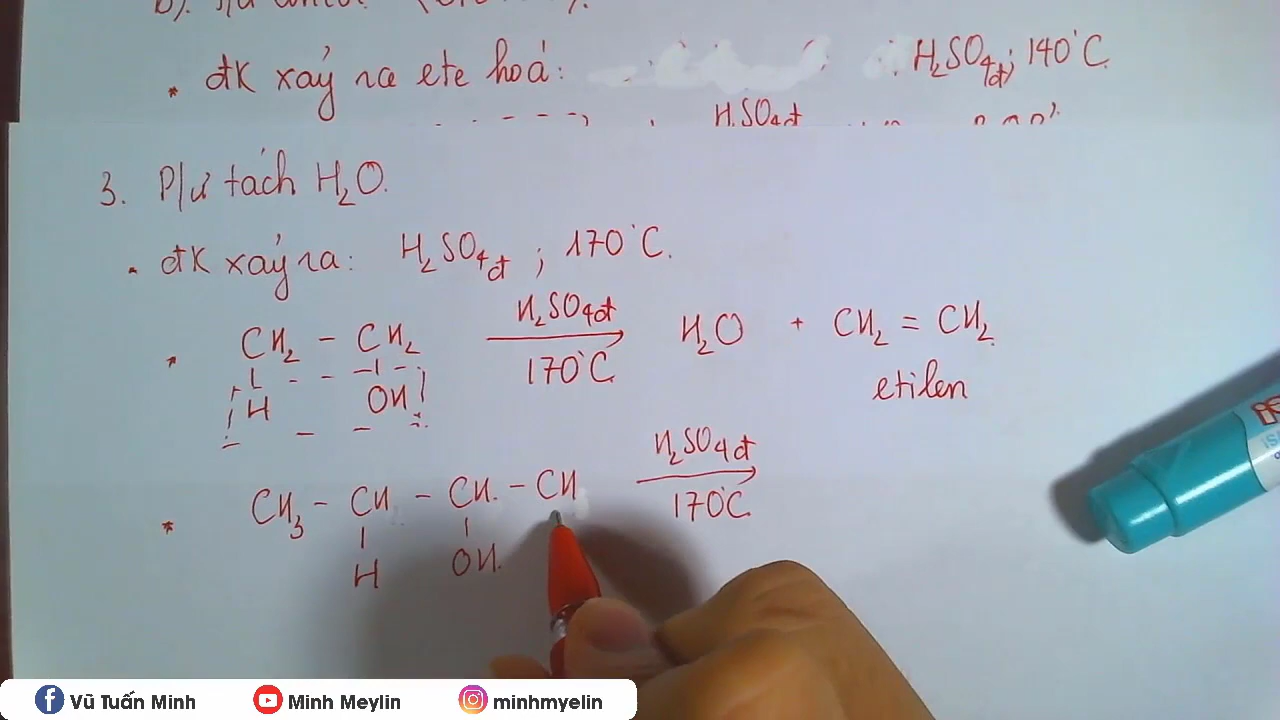 * đK xảy ra ete hoá: H₂SO₄đ; 140°C.
H₂SO₄đ
3. P/ư tách H₂O.
• đK xảy ra: H₂SO₄đ ; 170°C.
H₂SO₄đ
* CH₂ – CH₂ → H₂O + CH₂ = CH₂
170°C
H OH etilen
H₂SO₄đ
* CH₃ – CH – CH – CH →
170°C
H OH
Vũ Tuấn Minh Minh Meylin minhmyelin